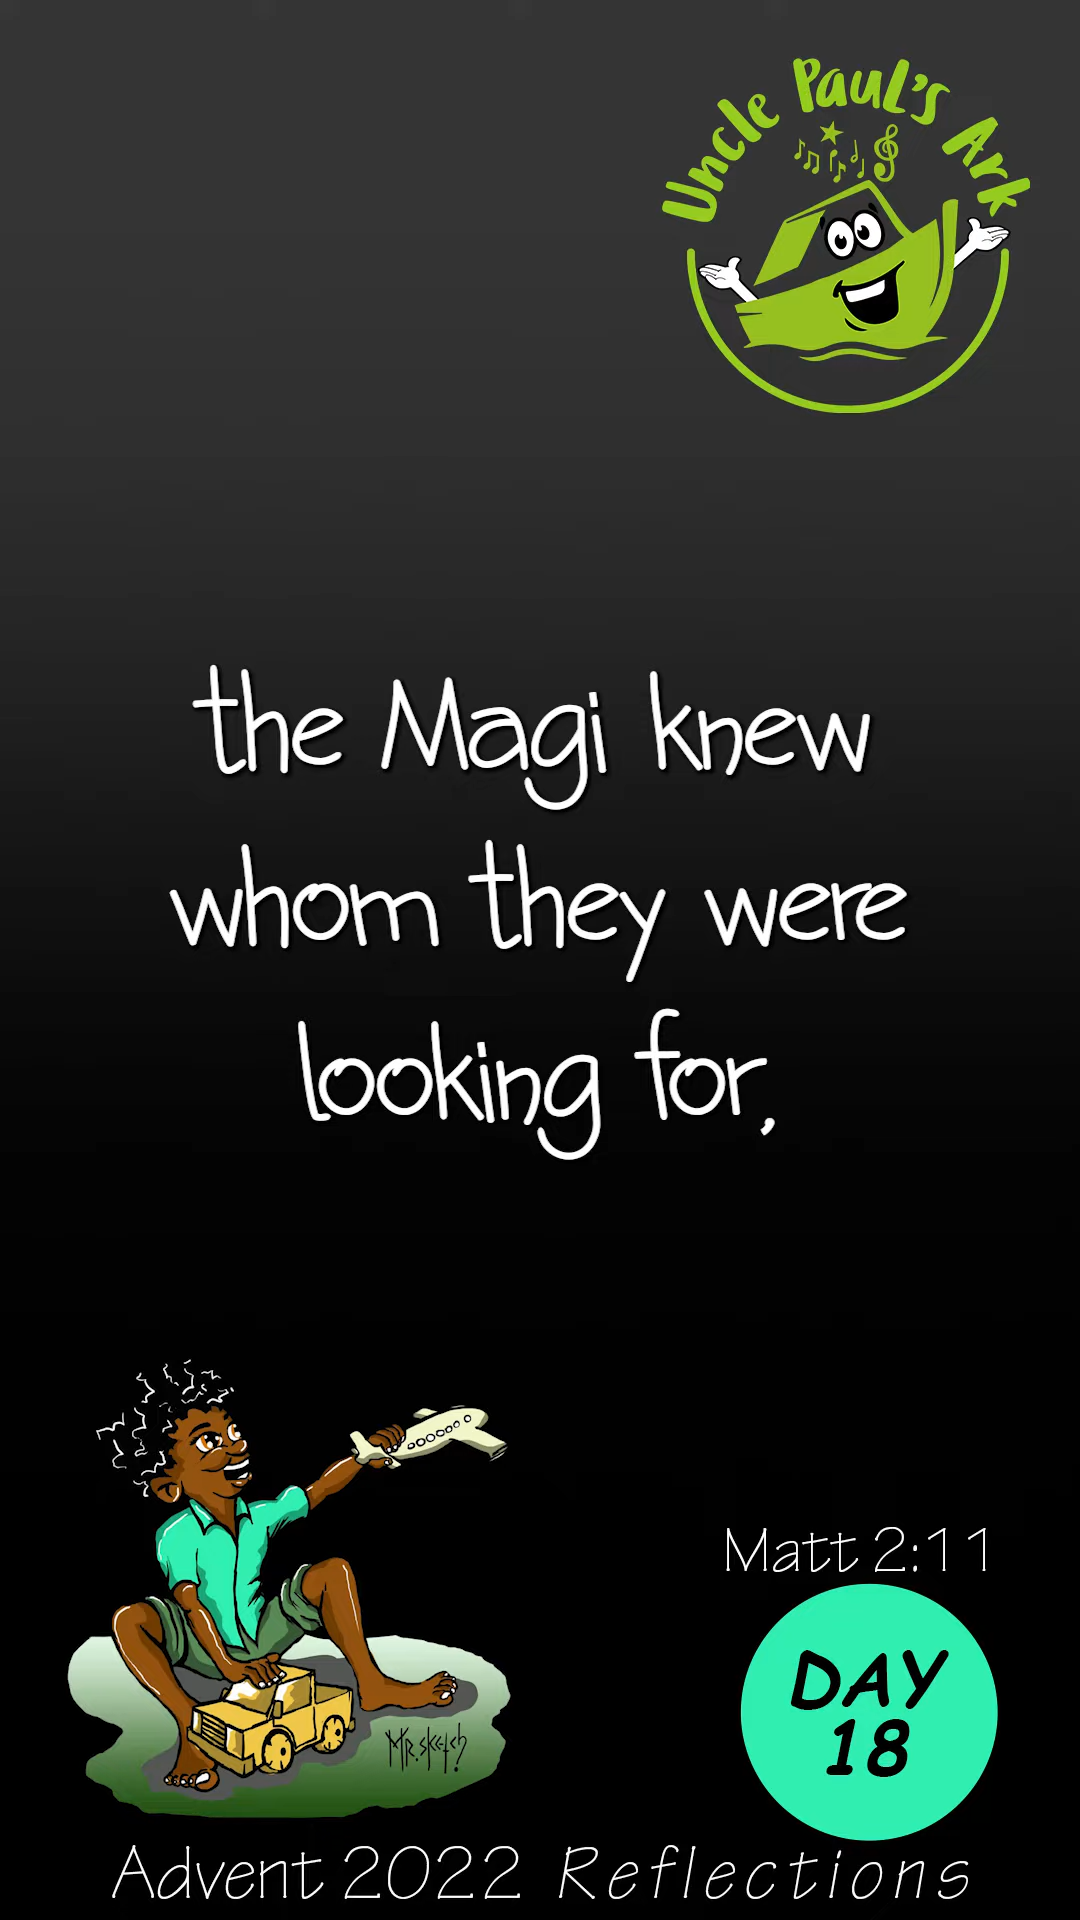 Uncle Paul's Ark
the Magi knew
whom they were
looking for,
Matt 2:11
DAY
18
Mr. Sketch
Advent 2022 Reflections